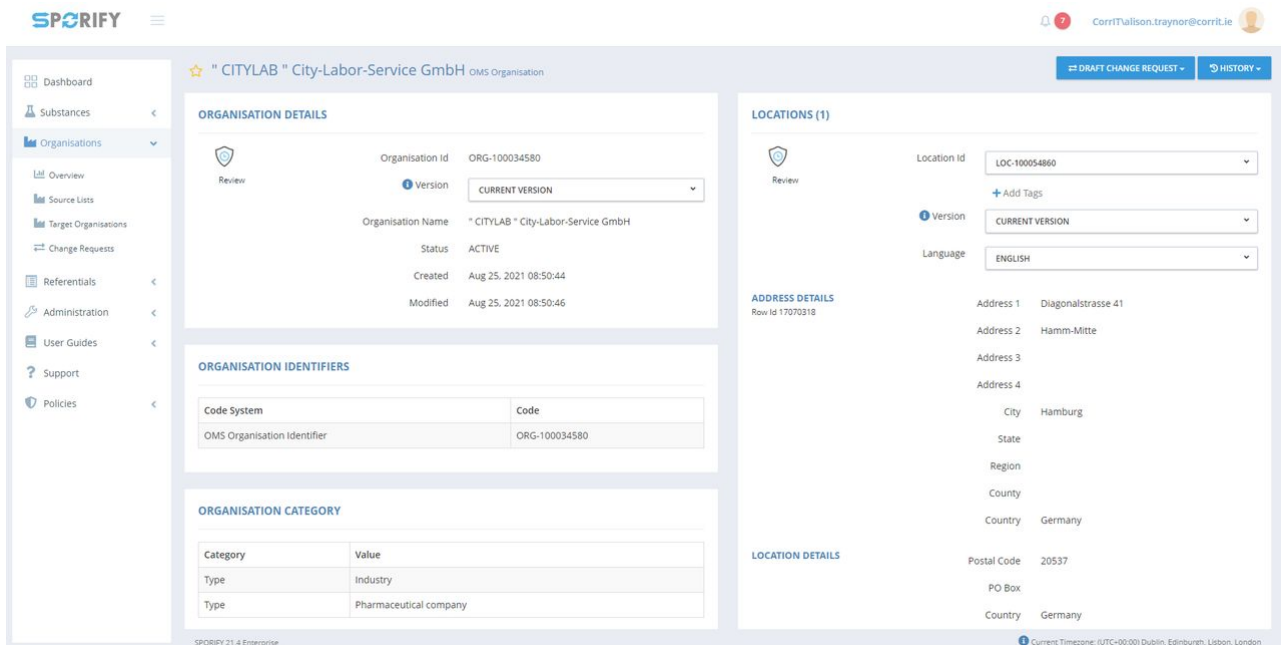 SPORIFY
7
CorrIT\alison.traynor@corrit.ie
Dashboard
Substances
Organisations
Overview
Source Lists
Target Organisations
Change Requests
Referentials
Administration
User Guides
Support
Policies
" CITYLAB " City-Labor-Service GmbH OMS Organisation
DRAFT CHANGE REQUEST
HISTORY
ORGANISATION DETAILS
Review
Organisation Id ORG-100034580
Version CURRENT VERSION
Organisation Name " CITYLAB " City-Labor-Service GmbH
Status ACTIVE
Created Aug 25, 2021 08:50:44
Modified Aug 25, 2021 08:50:46
ORGANISATION IDENTIFIERS
Code System Code
OMS Organisation Identifier ORG-100034580
ORGANISATION CATEGORY
Category Value
Type Industry
Type Pharmaceutical company
LOCATIONS (1)
Review
Location Id LOC-100054860
+ Add Tags
Version CURRENT VERSION
Language ENGLISH
ADDRESS DETAILS
Row Id 17070318
Address 1 Diagonalstrasse 41
Address 2 Hamm-Mitte
Address 3
Address 4
City Hamburg
State
Region
County
Country Germany
LOCATION DETAILS
Postal Code 20537
PO Box
Country Germany
SPORIFY 21.4 Enterprise
Current Timezone: (UTC+00:00) Dublin, Edinburgh, Lisbon, London